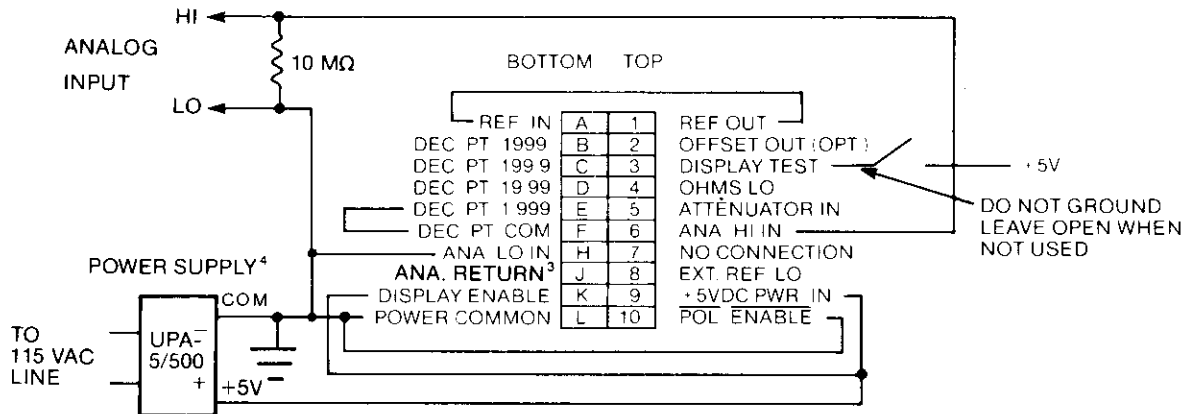 HI
ANALOG INPUT
10 MΩ
LO
BOTTOM TOP
REF IN A 1 REF OUT
DEC PT 1999 B 2 OFFSET OUT (OPT)
DEC PT 199 9 C 3 DISPLAY TEST +5V
DEC PT 19 99 D 4 OHMS LO
DEC PT 1 999 E 5 ATTENUATOR IN
DEC PT COM F 6 ANA HI IN
ANA LO IN H 7 NO CONNECTION
ANA. RETURN³ J 8 EXT. REF LO
DISPLAY ENABLE K 9 +5VDC PWR IN
POWER COMMON L 10 POL ENABLE
DO NOT GROUND
LEAVE OPEN WHEN
NOT USED
POWER SUPPLY⁴
COM
TO
115 VAC
LINE
UPA-
5/500
−
+
+5V